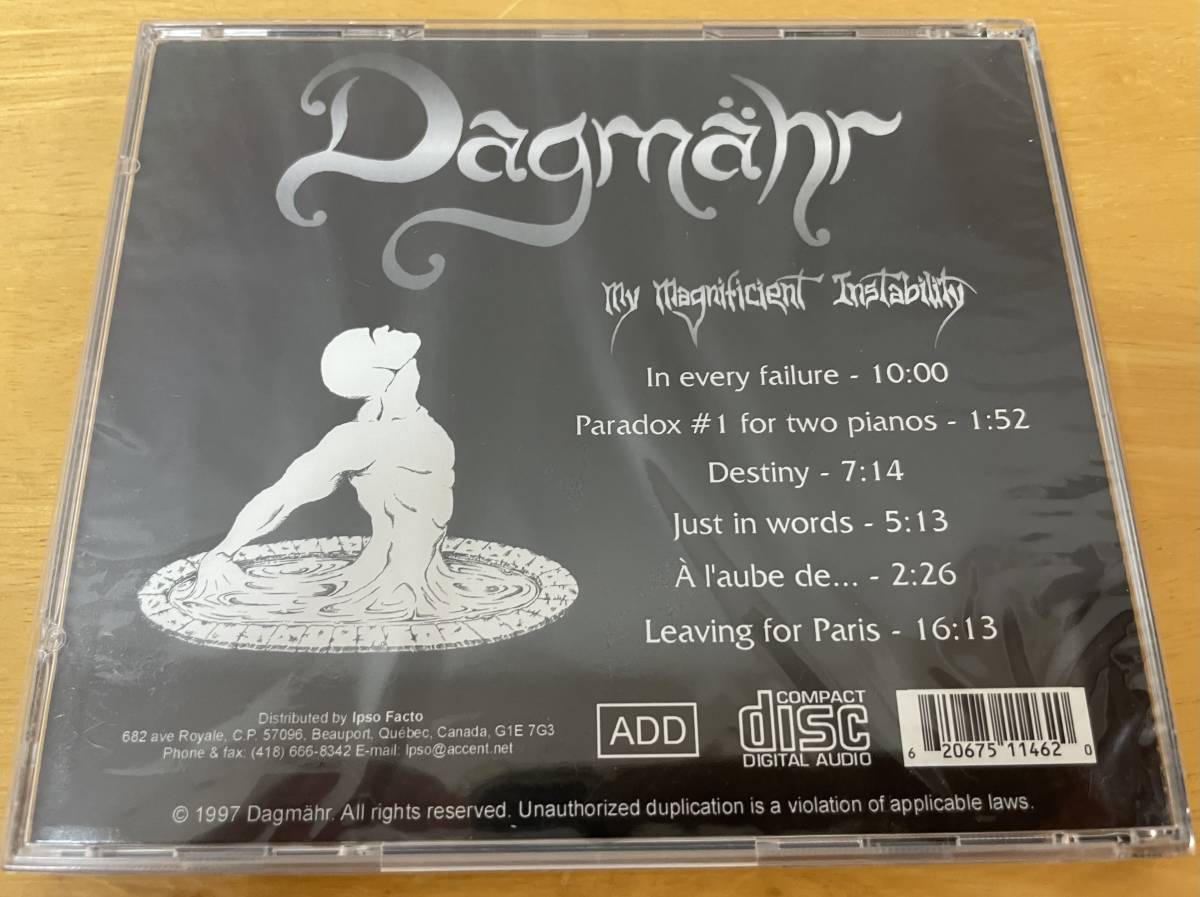 Dagmähr
My Magnificient Instability
In every failure - 10:00
Paradox #1 for two pianos - 1:52
Destiny - 7:14
Just in words - 5:13
À l'aube de... - 2:26
Leaving for Paris - 16:13
Distributed by Ipso Facto
682 ave Royale, C.P. 57096, Beauport, Québec, Canada, G1E 7G3
Phone & fax: (418) 666-8342 E-mail: Ipso@accent.net
ADD
COMPACT
disc
DIGITAL AUDIO
6 20675 11462 0
© 1997 Dagmähr. All rights reserved. Unauthorized duplication is a violation of applicable laws.